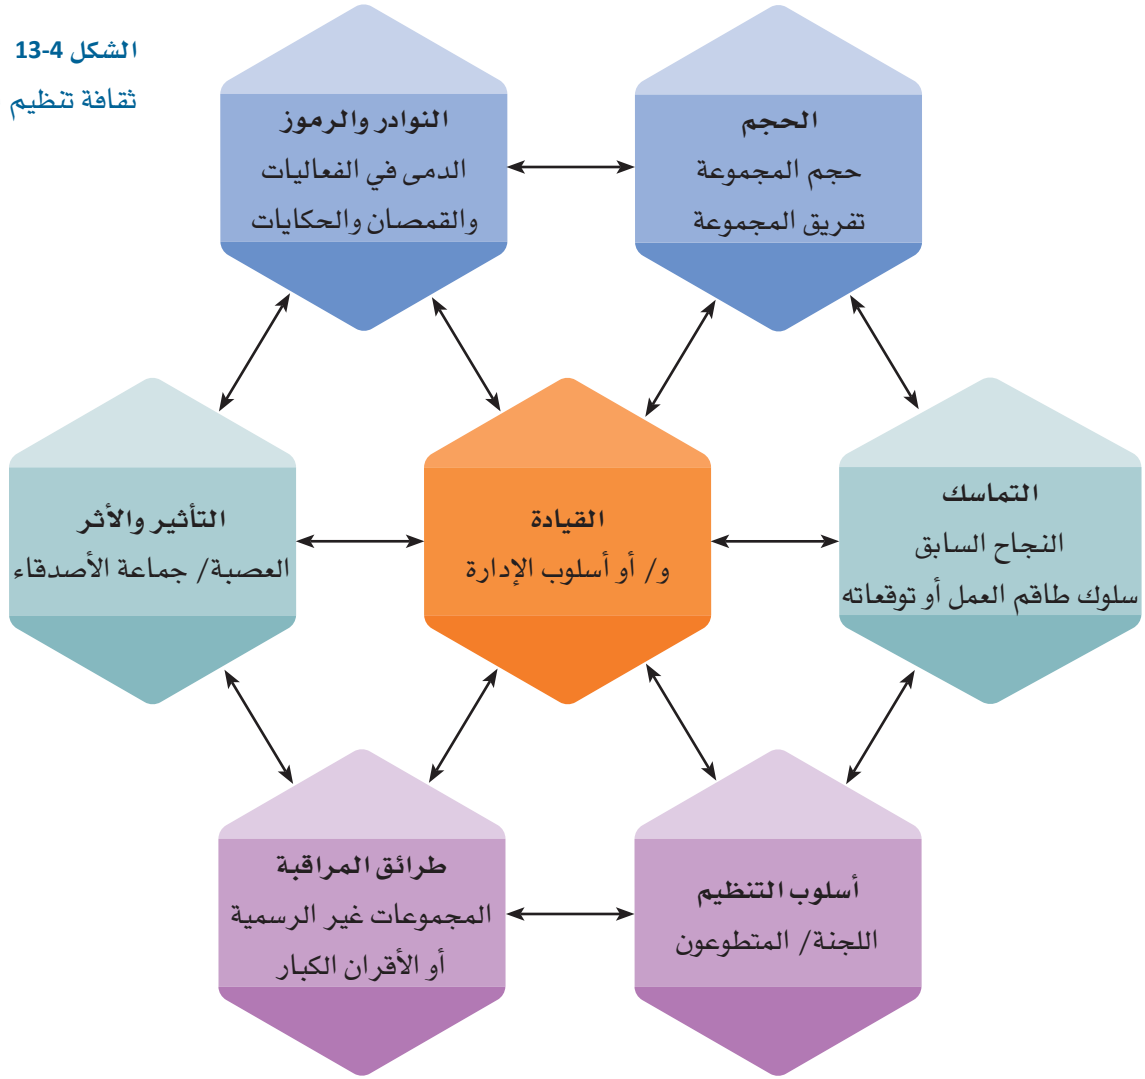 الشكل 4-13
ثقافة تنظيم
الحجم
حجم المجموعة
تفريق المجموعة
النوادر والرموز
الدمى في الفعاليات
والقمصان والحكايات
التماسك
النجاح السابق
سلوك طاقم العمل أو توقعاته
القيادة
و/ أو أسلوب الإدارة
التأثير والأثر
العصبة/ جماعة الأصدقاء
أسلوب التنظيم
اللجنة/ المتطوعون
طرائق المراقبة
المجموعات غير الرسمية
أو الأقران الكبار